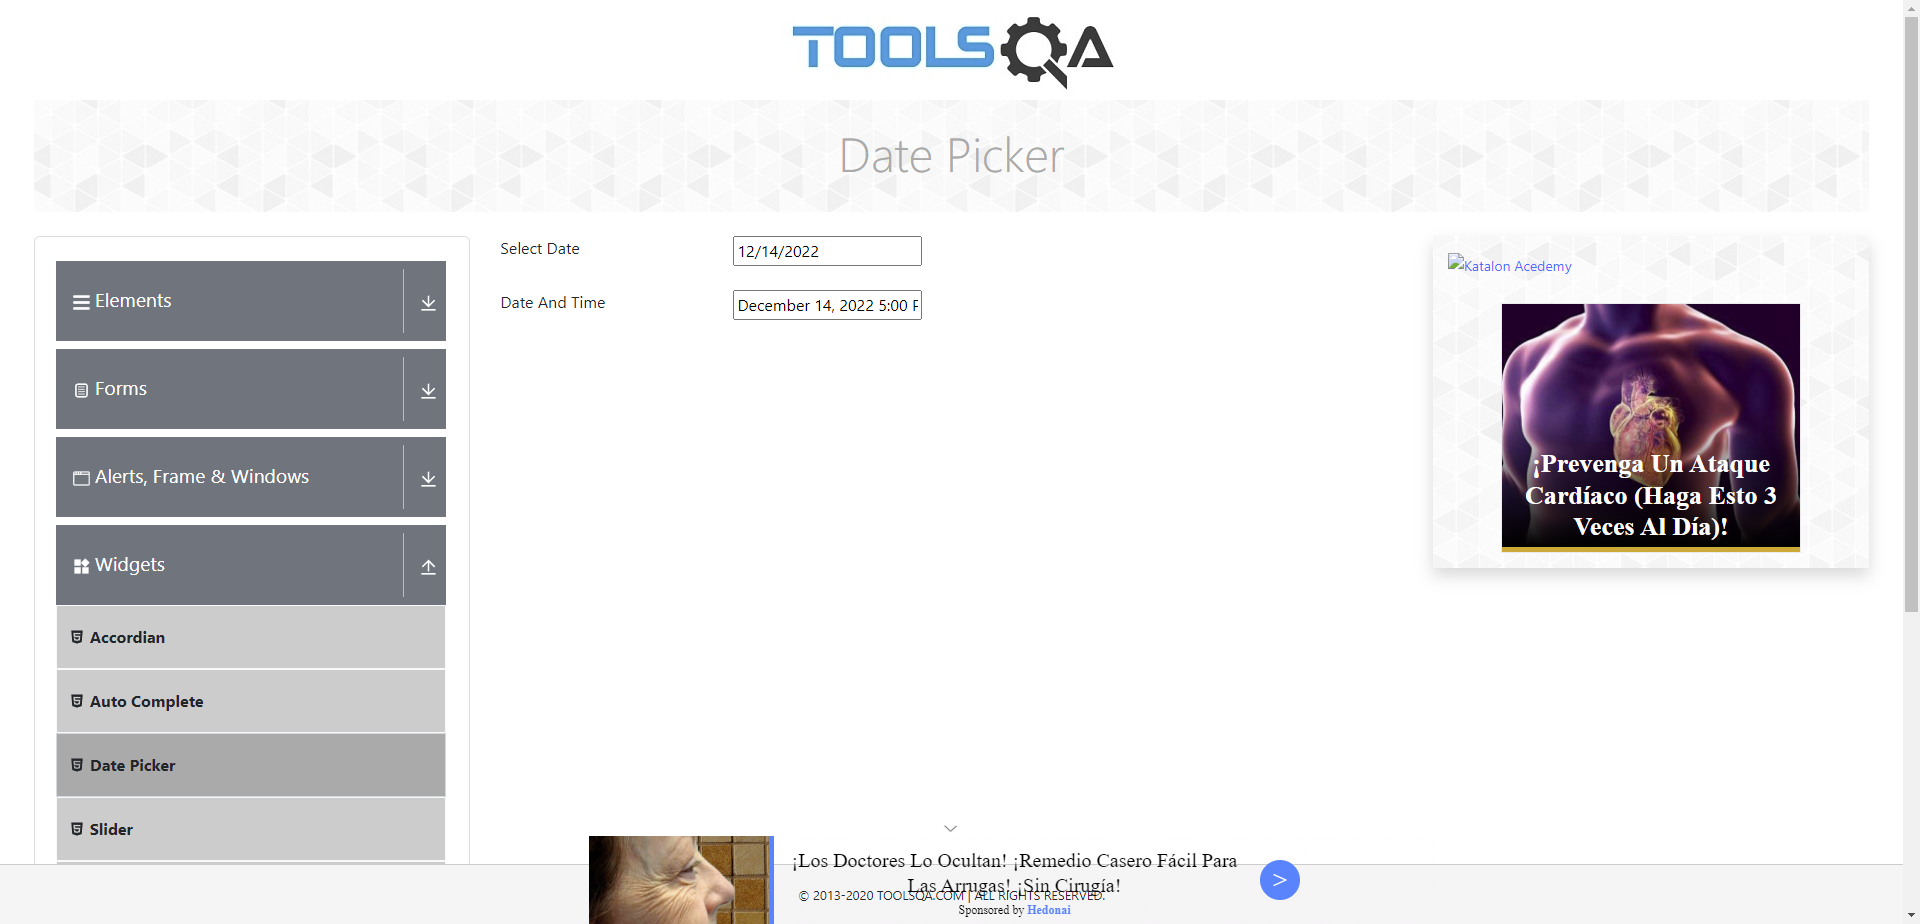 TOOLSQA
Date Picker
Elements
Forms
Alerts, Frame & Windows
Widgets
Accordian
Auto Complete
Date Picker
Slider
Select Date
12/14/2022
Date And Time
December 14, 2022 5:00 P
Katalon Acedemy
¡Prevenga Un Ataque
Cardíaco (Haga Esto 3
Veces Al Día)!
¡Los Doctores Lo Ocultan! ¡Remedio Casero Fácil Para
Las Arrugas! ¡Sin Cirugía!
© 2013-2020 TOOLSQA.COM | ALL RIGHTS RESERVED.
Sponsored by Hedonai
>